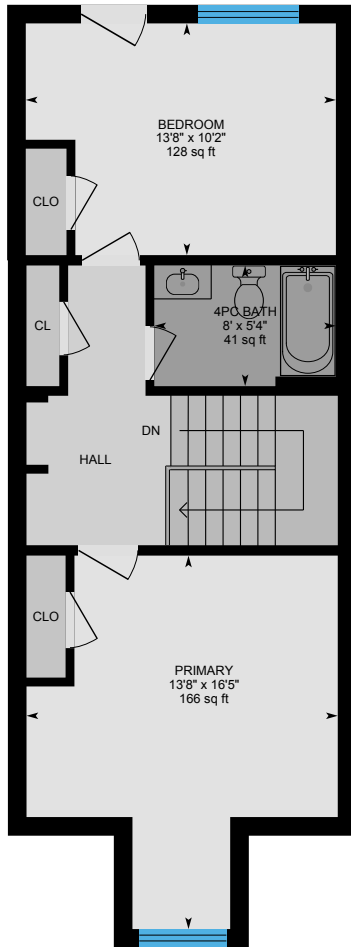 BEDROOM
13'8" x 10'2"
128 sq ft
CLO
CL
4PC BATH
8' x 5'4"
41 sq ft
DN
HALL
CLO
PRIMARY
13'8" x 16'5"
166 sq ft